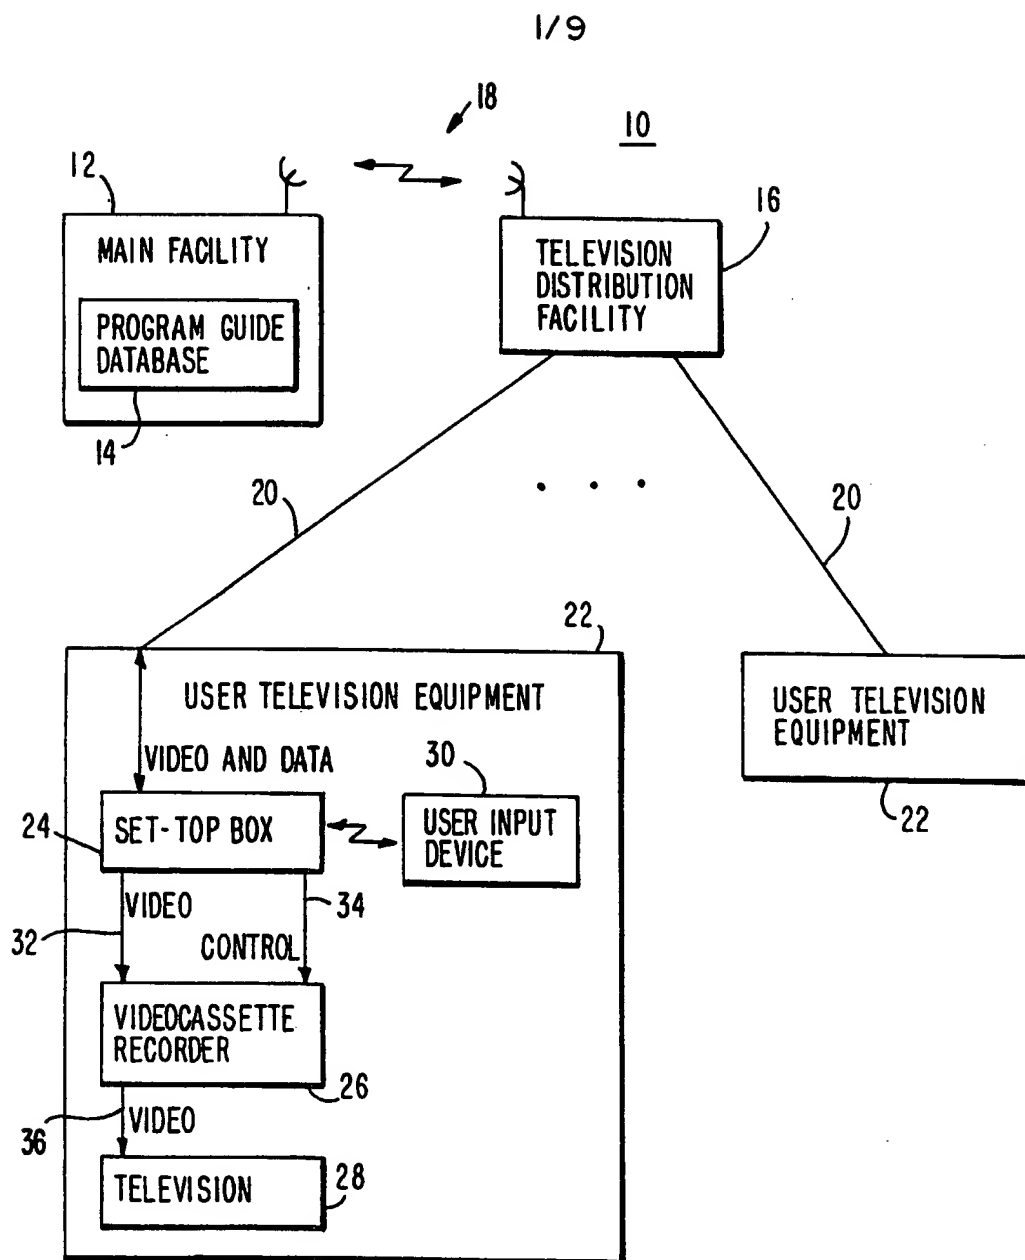 1/9
18
10
12
16
MAIN FACILITY
TELEVISION
DISTRIBUTION
FACILITY
PROGRAM GUIDE
DATABASE
14
20
20
22
USER TELEVISION EQUIPMENT
USER TELEVISION
EQUIPMENT
22
VIDEO AND DATA
30
24
SET-TOP BOX
USER INPUT
DEVICE
VIDEO
34
32
CONTROL
VIDEOCASSETTE
RECORDER
26
36
VIDEO
TELEVISION
28